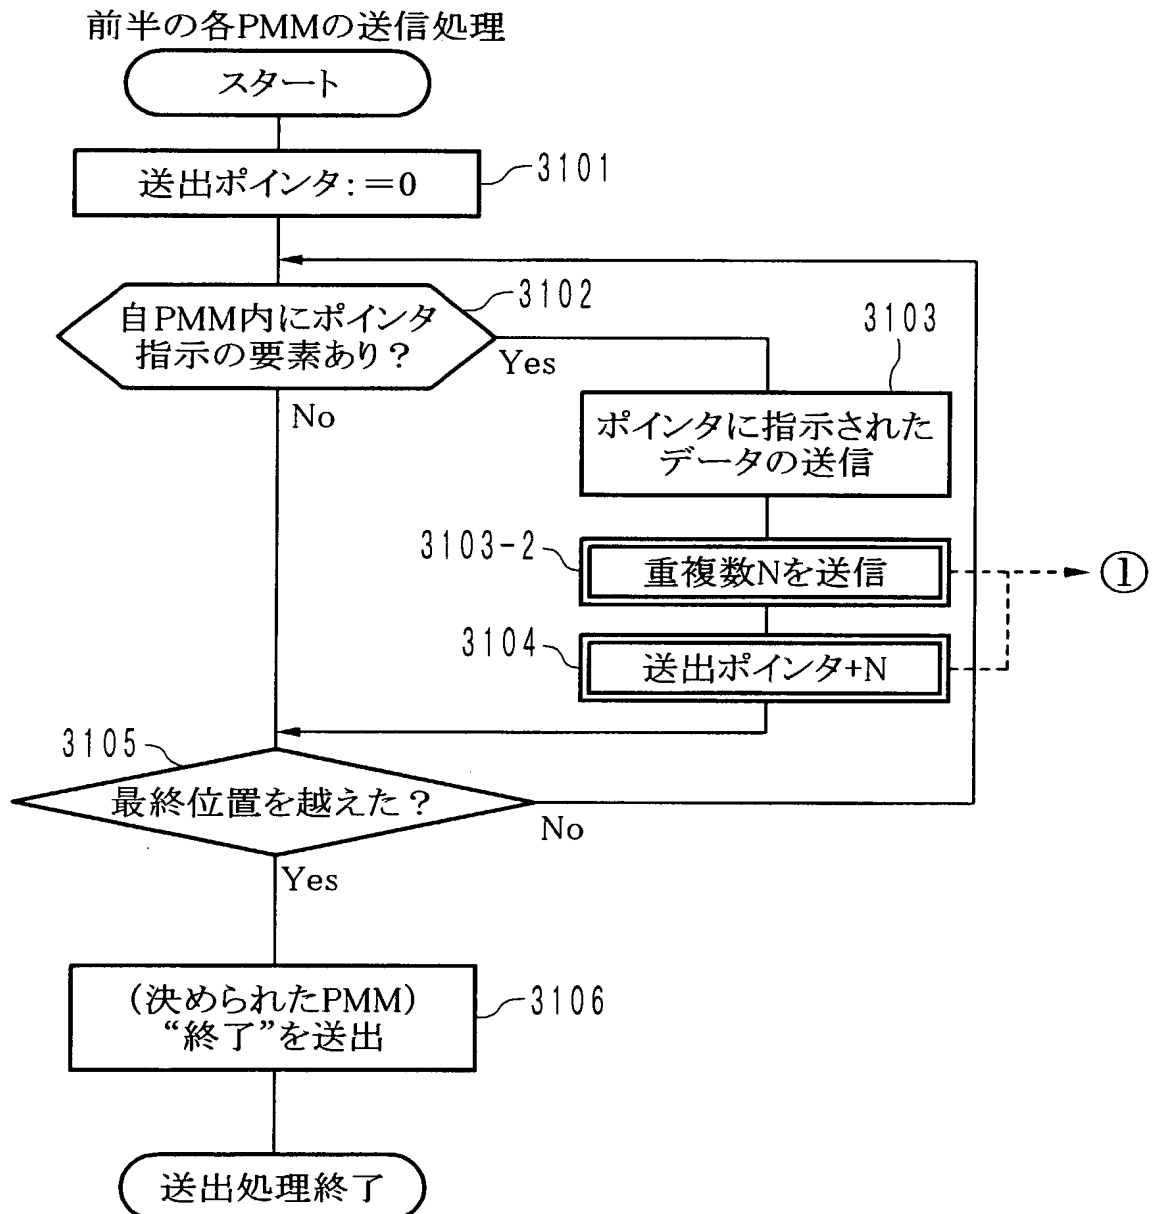 前半の各PMMの送信処理
スタート
送出ポインタ:=0
3101
自PMM内にポインタ
指示の要素あり?
3102
Yes
No
3103
ポインタに指示された
データの送信
3103-2
重複数Nを送信
①
3104
送出ポインタ+N
3105
最終位置を越えた?
No
Yes
(決められたPMM)
“終了”を送出
3106
送出処理終了